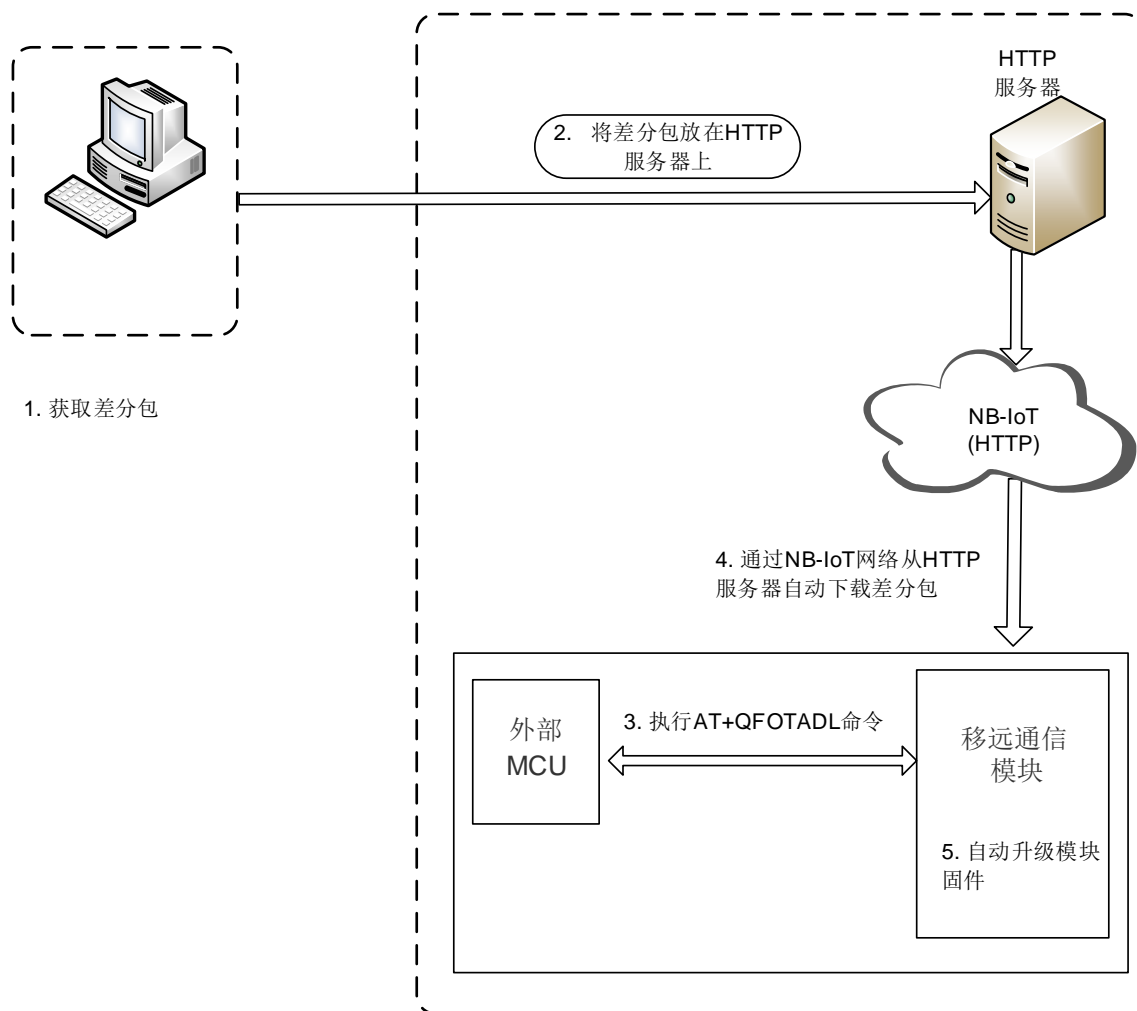 HTTP
服务器
2. 将差分包放在HTTP
服务器上
1. 获取差分包
NB-IoT
(HTTP)
4. 通过NB-IoT网络从HTTP
服务器自动下载差分包
外部
MCU
3. 执行AT+QFOTADL命令
移远通信
模块
5. 自动升级模块
固件